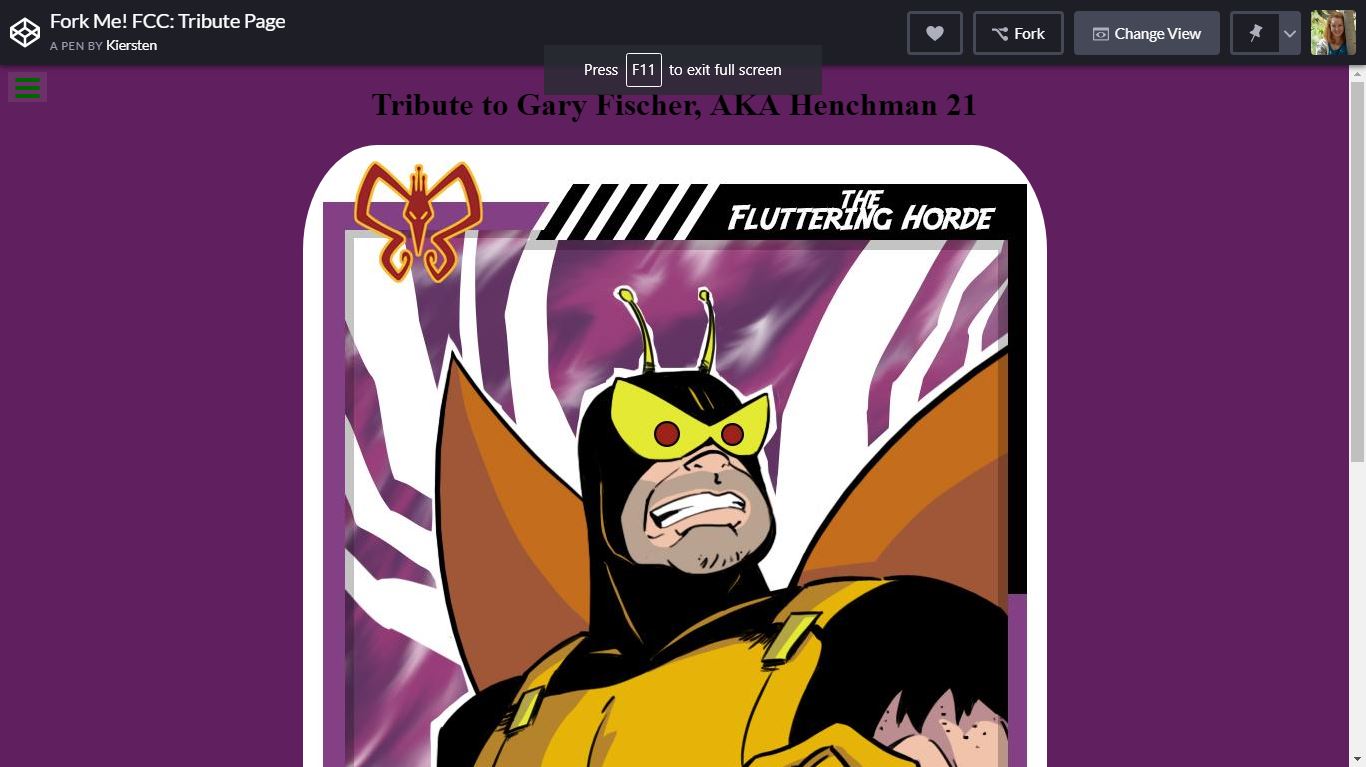 Fork Me! FCC: Tribute Page
A PEN BY Kiersten
Fork
Change View
Press F11 to exit full screen
Tribute to Gary Fischer, AKA Henchman 21
THE
FLUTTERING HORDE